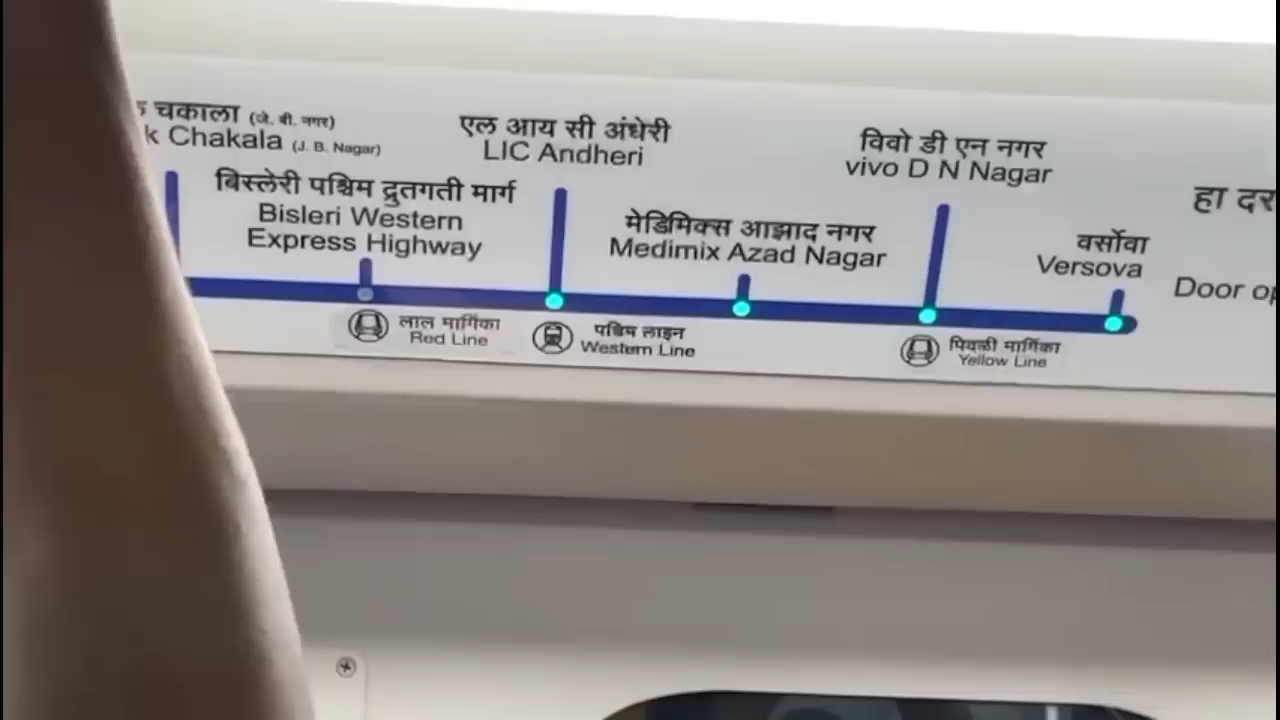 चकाला (जे. बी. नगर)
Chakala (J. B. Nagar)
बिस्लेरी पश्चिम द्रुतगती मार्ग
Bisleri Western
Express Highway
लाल मार्गिका
Red Line
एल आय सी अंधेरी
LIC Andheri
पश्चिम लाइन
Western Line
मेडिमिक्स आझाद नगर
Medimix Azad Nagar
विवो डी एन नगर
vivo D N Nagar
पिवळी मार्गिका
Yellow Line
वर्सोवा
Versova
हा
Door